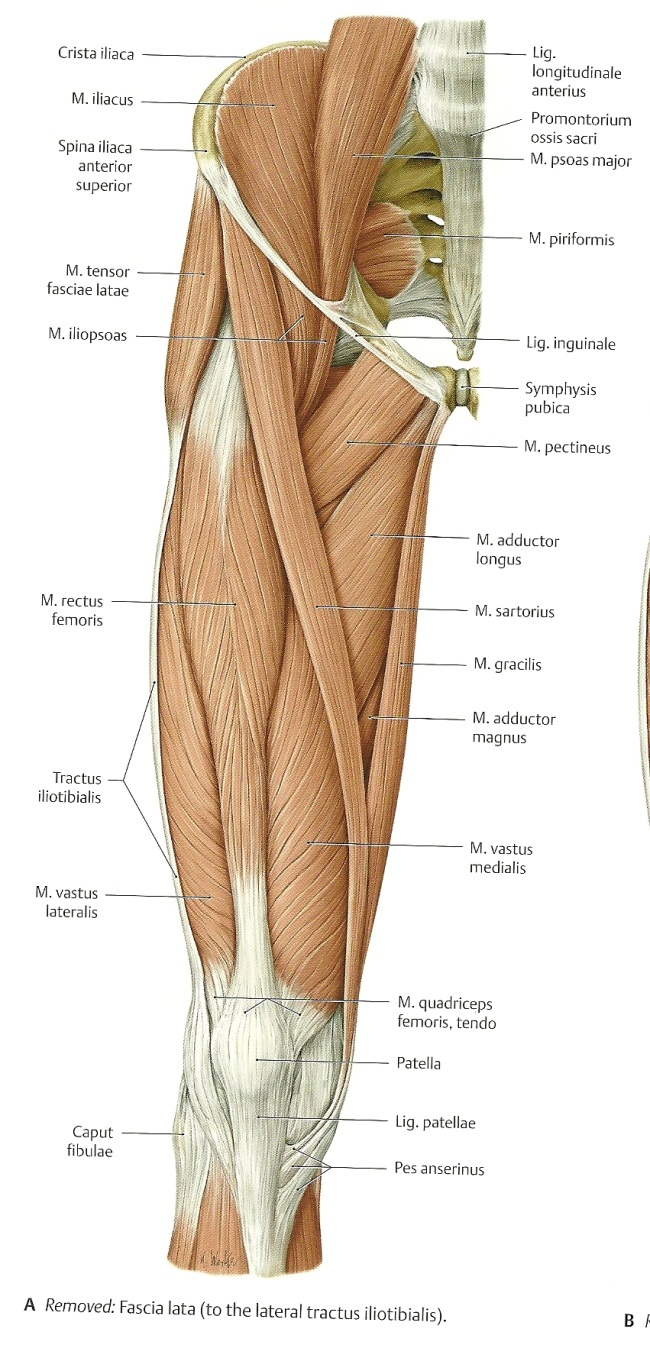 Crista iliaca
M. iliacus
Spina iliaca
anterior
superior
M. tensor
fasciae latae
M. iliopsoas
M. rectus
femoris
Tractus
iliotibialis
M. vastus
lateralis
Caput
fibulae
Lig.
longitudinale
anterius
Promontorium
ossis sacri
M. psoas major
M. piriformis
Lig. inguinale
Symphysis
pubica
M. pectineus
M. adductor
longus
M. sartorius
M. gracilis
M. adductor
magnus
M. vastus
medialis
M. quadriceps
femoris, tendo
Patella
Lig. patellae
Pes anserinus
A Removed: Fascia lata (to the lateral tractus iliotibialis).
B